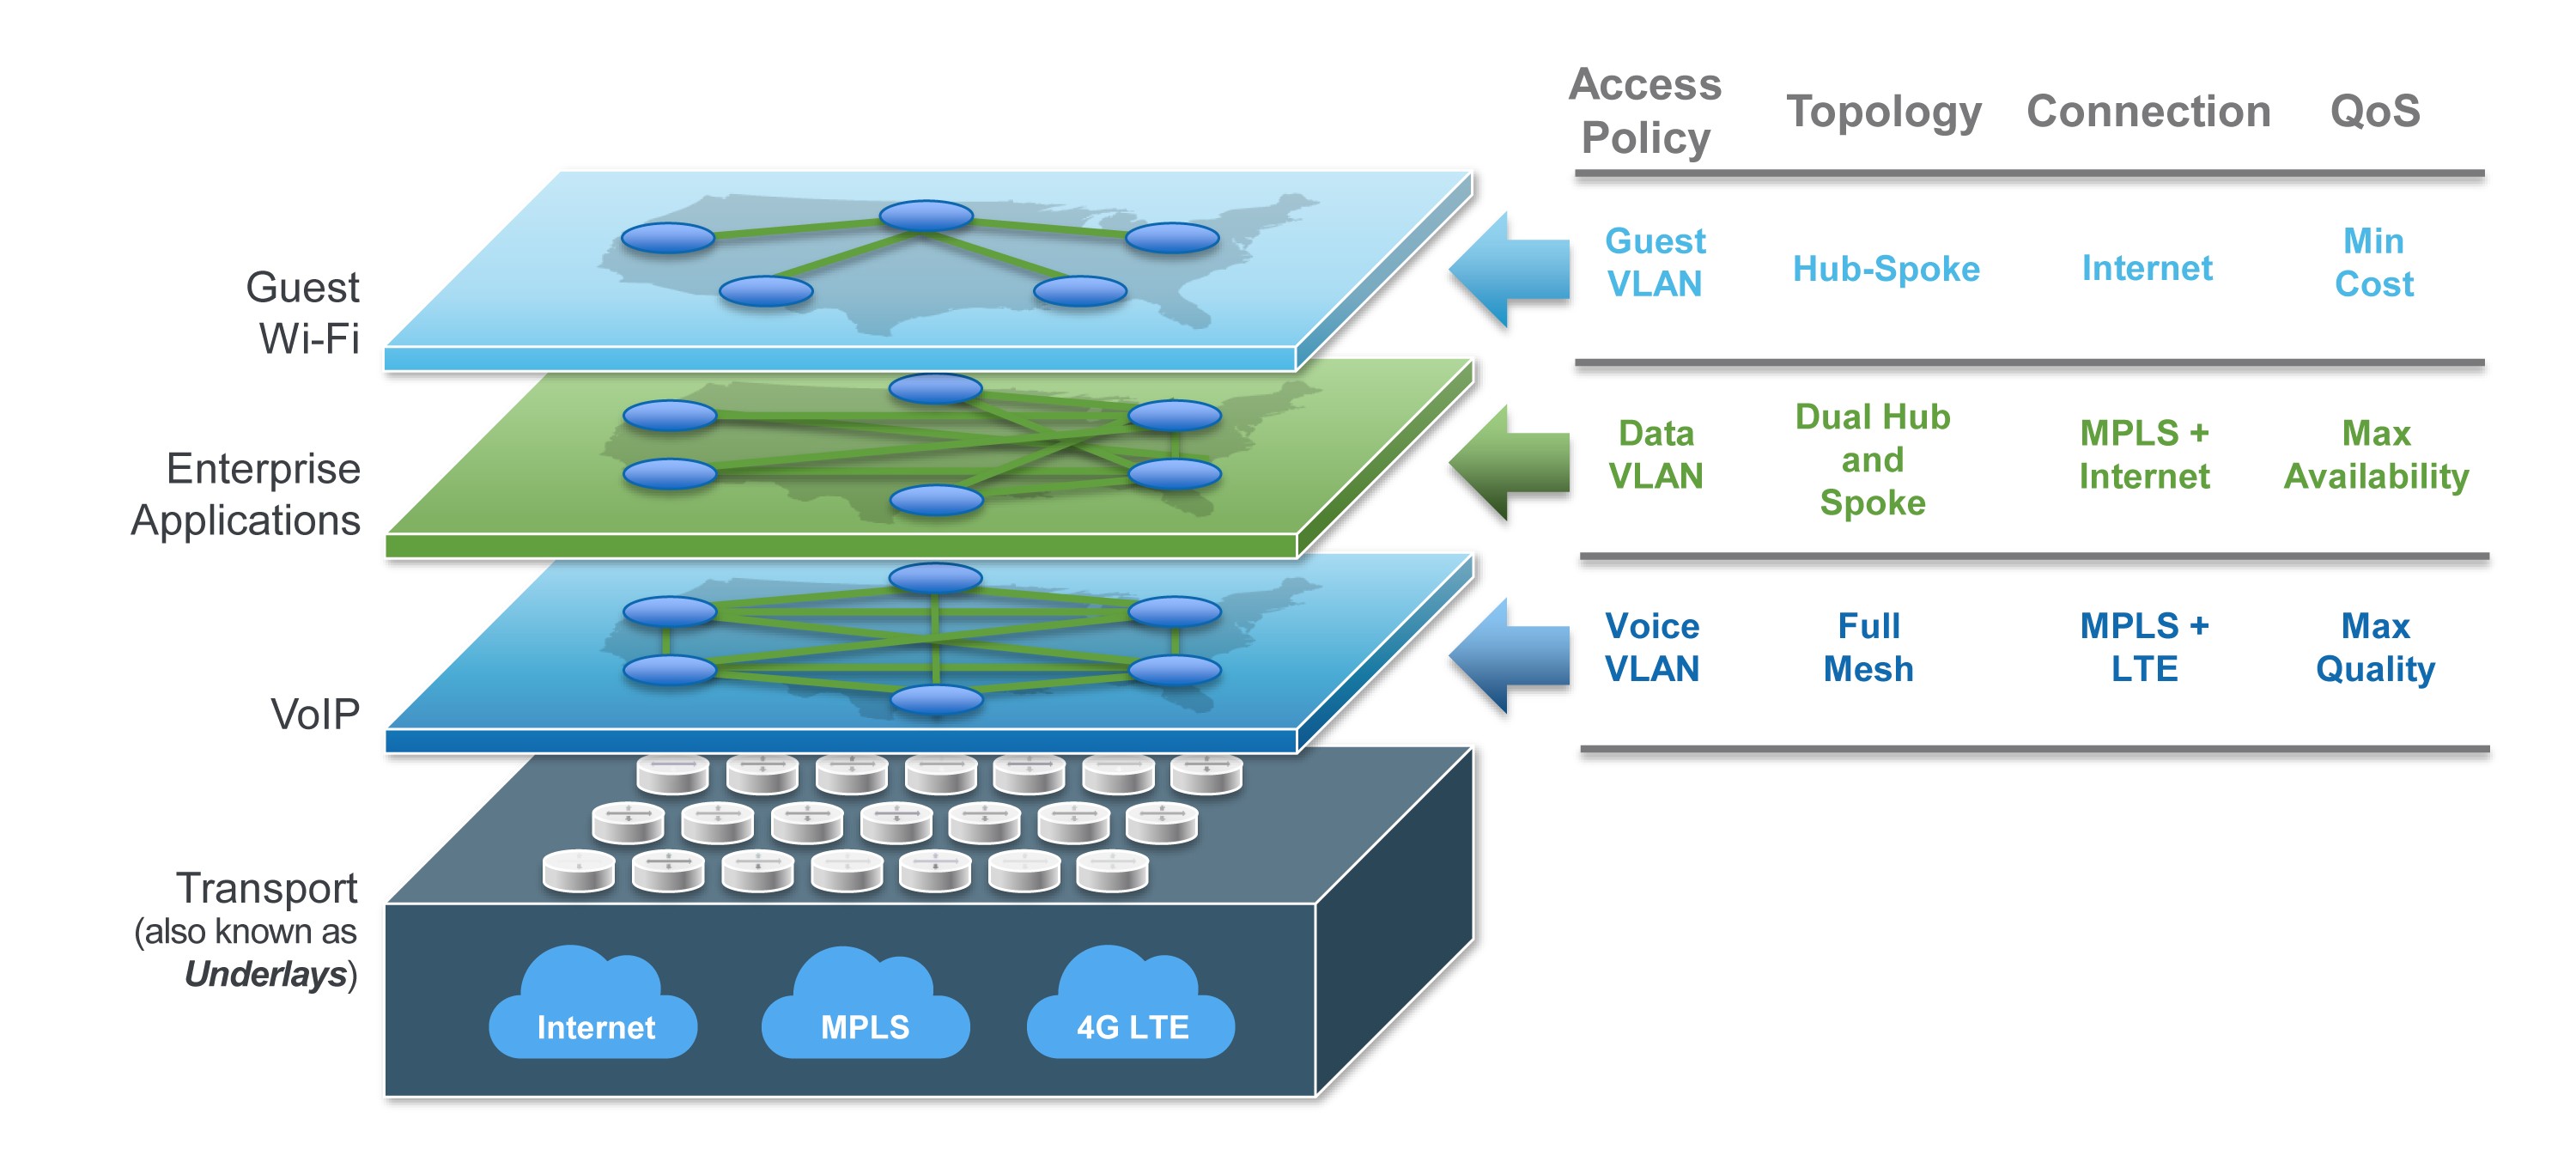 Access
Policy
Topology
Connection
QoS
Guest
Wi-Fi
Guest
VLAN
Hub-Spoke
Internet
Min
Cost
Enterprise
Applications
Data
VLAN
Dual Hub
and
Spoke
MPLS +
Internet
Max
Availability
VoIP
Voice
VLAN
Full
Mesh
MPLS +
LTE
Max
Quality
Transport
(also known as
Underlays)
Internet
MPLS
4G LTE